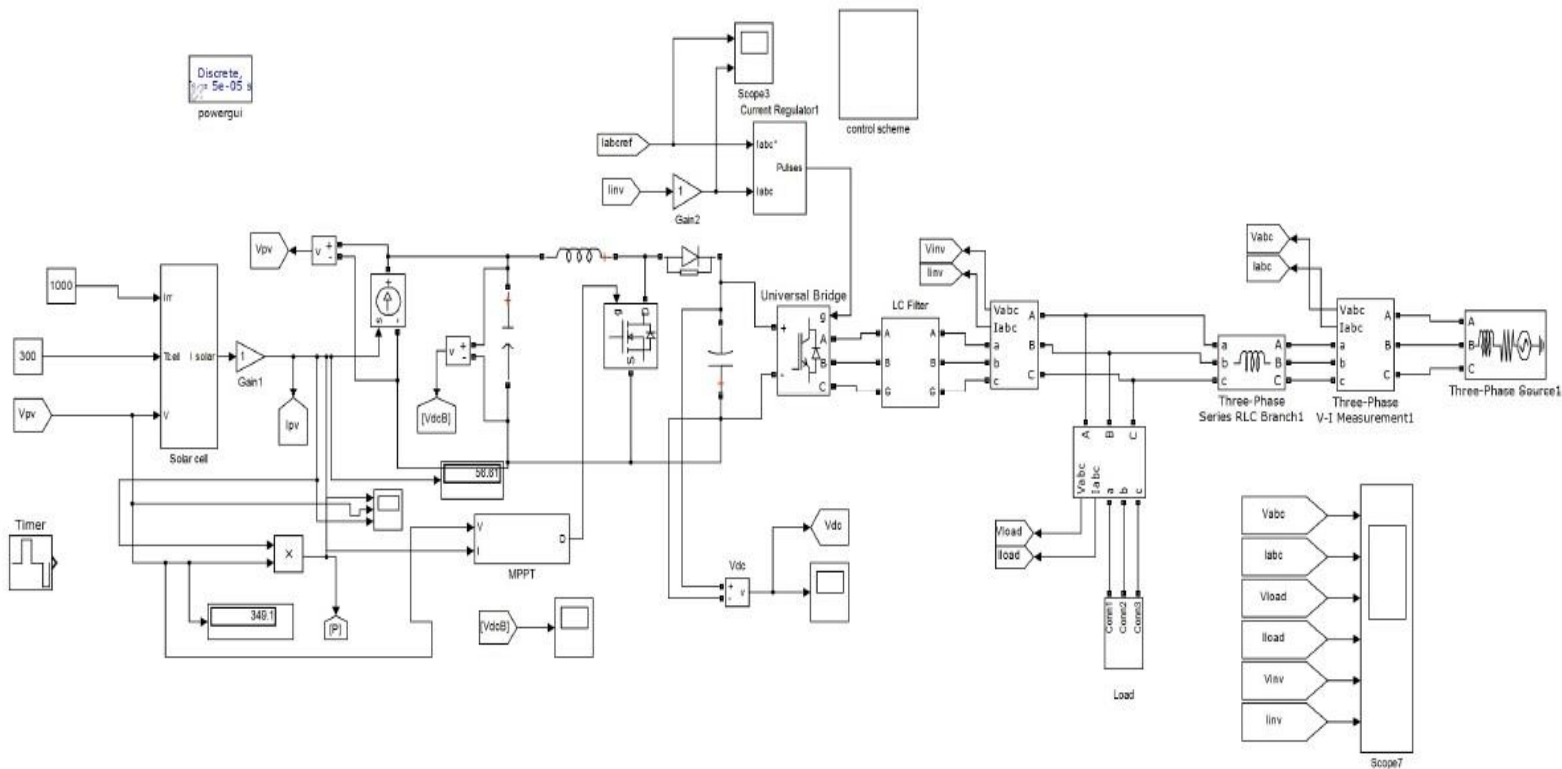 Discrete,
= 5e-05 s
powergui
Scope3
Current Regulator1
Iabcref
Iabc*
Pulses
Iinv
1
Iabc
Gain2
control scheme
Vpv
v
+
-
1000
Irr
300
Tcell
I solar
1
Gain1
Vpv
V
Solar cell
Ipv
+
s
-
v
+
-
[VdcB]
g
D
S
56.61
Universal Bridge
g
+
-
A
B
C
LC Filter
A
A
B
B
G
G
Vinv
Iinv
Vabc
Iabc
A
a
B
b
C
c
a
A
b
B
c
C
Three-Phase
Series RLC Branch1
Vabc
Iabc
Vabc
Iabc
A
a
B
b
C
c
Three-Phase
V-I Measurement1
A
B
C
Three-Phase Source1
A
B
C
Vabc
Iabc
a
b
c
Vload
Iload
Conn1
Conn2
Conn3
Load
Timer
X
349.1
[P]
V
I
D
MPPT
[VdcB]
Vdc
+
-
v
Vdc
Vabc
Iabc
Vload
Iload
Vinv
Iinv
Scope7